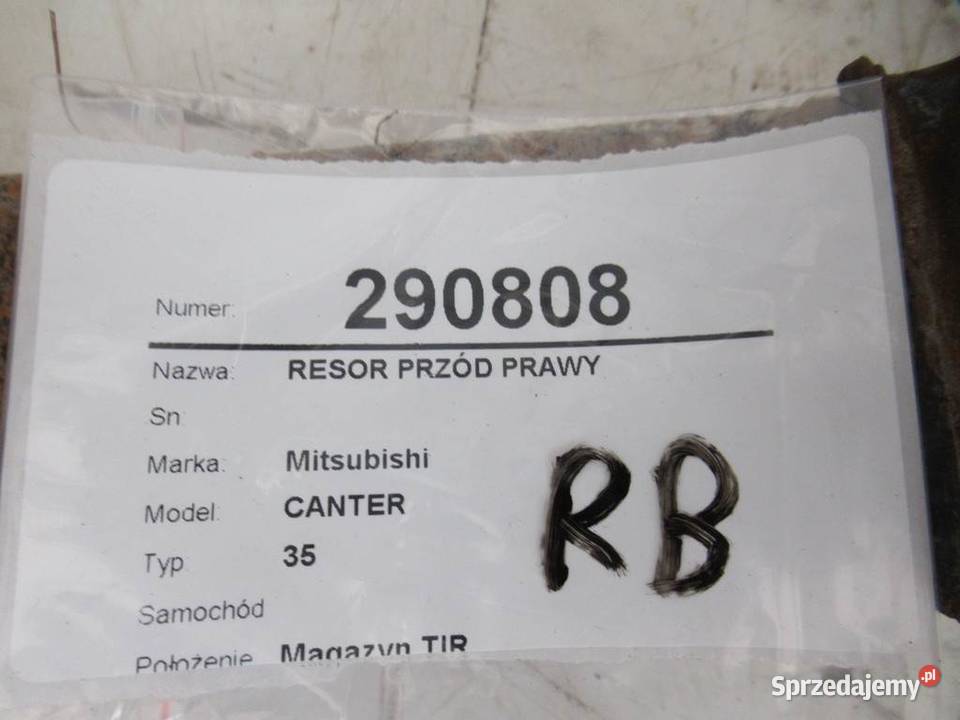 Numer: 290808
Nazwa: RESOR PRZÓD PRAWY
Sn:
Marka: Mitsubishi
Model: CANTER
Typ 35
RB
Samochód
Położenie Magazyn TIR
Sprzedajemy.pl